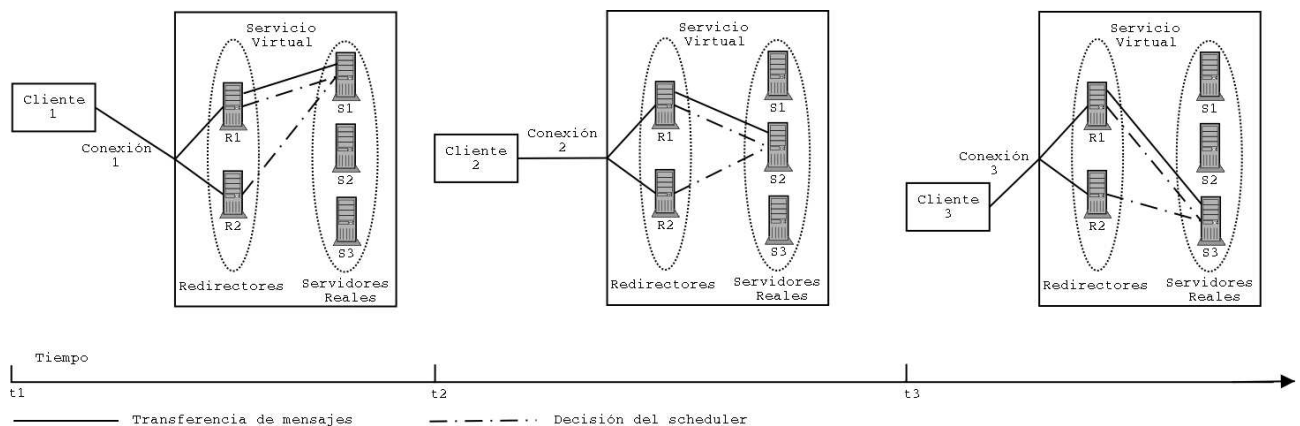 Servicio
Virtual
Cliente
1
Conexión
1
R1
R2
S1
S2
S3
Redirectores
Servidores
Reales
Servicio
Virtual
Cliente
2
Conexión
2
R1
R2
S1
S2
S3
Redirectores
Servidores
Reales
Servicio
Virtual
Cliente
3
Conexión
3
R1
R2
S1
S2
S3
Redirectores
Servidores
Reales
Tiempo
t1
t2
t3
Transferencia de mensajes
Decisión del scheduler